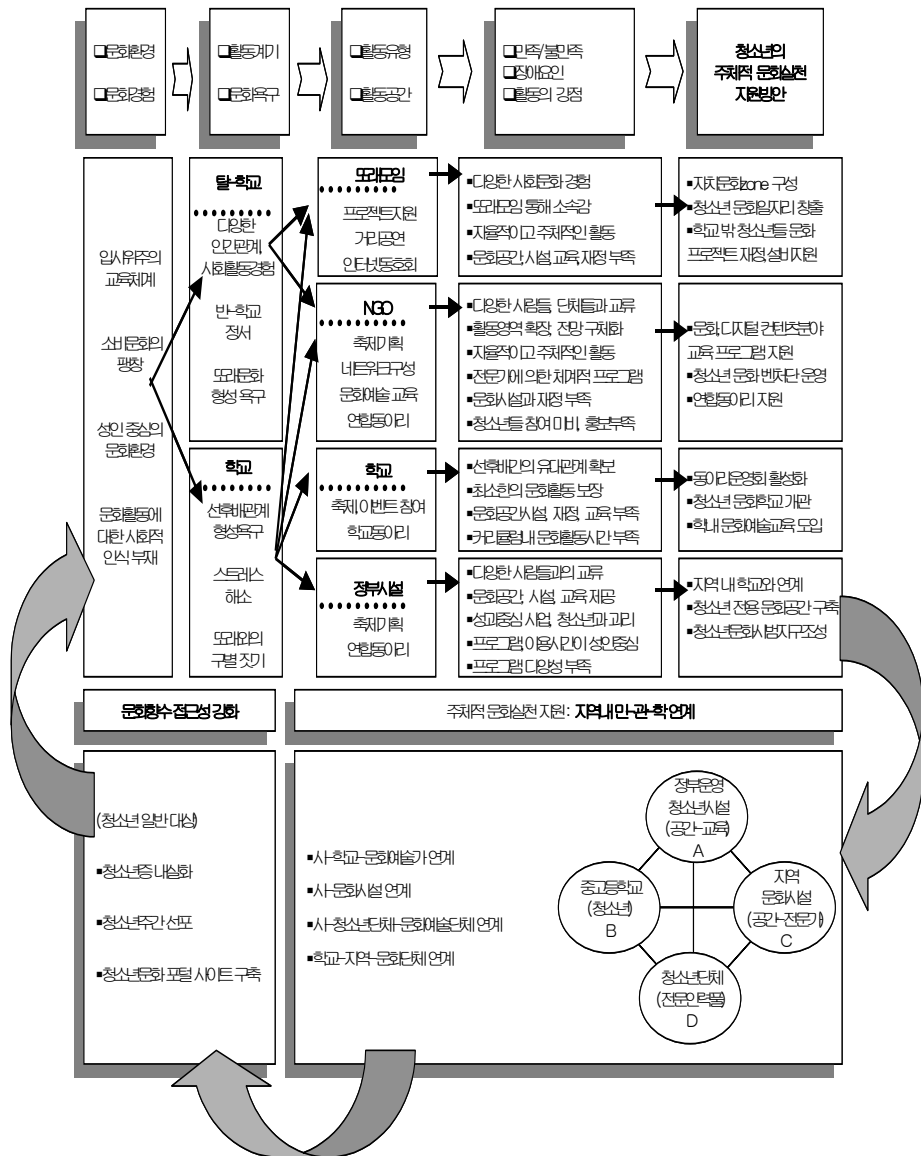 ❑문화환경
❑문화경험
❑활동계기
❑문화욕구
❑활동유형
❑활동공간
❑만족/불만족
❑장애요인
❑활동의 강점
청소년의
주체적 문화실천
지원방안
입시위주의
교육체계
소비문화의
팽창
성인 중심의
문화환경
문화활동에
대한 사회적
인식 부재
탈-학교
다양한
인간관계,
사회활동경험
반-학교
정서
또래문화
형성 욕구
학교
선후배관계
형성욕구
스트레스
해소
또래와의
구별 짓기
또래모임
프로젝트지원
거리공연
인터넷동호회
NGO
축제기획
네트워크구성
문화예술 교육
연합동아리
학교
축제 이벤트 참여
학교동아리
정부시설
축제기획
연합동아리
▪다양한 사회문화 경험
▪또래모임 통해 소속감
▪자율적이고 주체적인 활동
▪문화공간, 시설, 교육, 재정 부족
▪다양한 사람들, 단체들과 교류
▪활동영역 확장, 전망 구체화
▪자율적이고 주체적인 활동
▪전문가에 의한 체계적 프로그램
▪문화시설과 재정 부족
▪청소년들 참여 미비, 홍보부족
▪선후배간의 유대관계 확보
▪최소한의 문화활동 보장
▪문화공간시설, 재정, 교육 부족
▪커리큘럼내 문화활동시간 부족
▪다양한 사람들과의 교류
▪문화공간, 시설, 교육 제공
▪성과중심 사업, 청소년과 괴리
▪프로그램, 이용시간이 성인중심
▪프로그램 다양성 부족
▪자치문화zone 구성
▪청소년 문화일자리 창출
▪학교 밖 청소년들 문화
프로젝트 재정, 설비지원
▪문화, 디지털 컨텐츠분야
교육 프로그램 지원
▪청소년 문화 벤처단 운영
▪연합동아리 지원
▪동아리운영회 활성화
▪청소년 문화학교 개관
▪학내 문화예술교육 도입
▪지역 내 학교와 연계
▪청소년 전용 문화공간 구축
▪청소년문화시범지구조성
문화향수 접근성 강화
주체적 문화실천 지원: 지역내 민-관-학 연계
(청소년 일반 대상)
▪청소년증 내실화
▪청소년주간 선포
▪청소년문화 포털 사이트 구축
▪시-학교-문화예술가 연계
▪시-문화시설 연계
▪시-청소년단체-문화예술단체 연계
▪학교-지역-문화단체 연계
정부운영
청소년시설
(공간-교육)
A
중고등학교
(청소년)
B
지역
문화시설
(공간-전문가)
C
청소년단체
(전문인력풀)
D